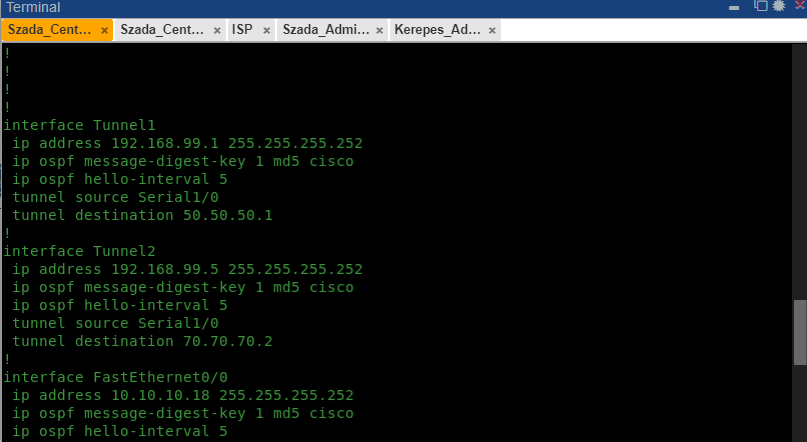 Terminal
Szada_Cent... × Szada_Cent... × ISP × Szada_Admi... × Kerepes_Ad... ×
!
!
!
!
interface Tunnel1
 ip address 192.168.99.1 255.255.255.252
 ip ospf message-digest-key 1 md5 cisco
 ip ospf hello-interval 5
 tunnel source Serial1/0
 tunnel destination 50.50.50.1
!
interface Tunnel2
 ip address 192.168.99.5 255.255.255.252
 ip ospf message-digest-key 1 md5 cisco
 ip ospf hello-interval 5
 tunnel source Serial1/0
 tunnel destination 70.70.70.2
!
interface FastEthernet0/0
 ip address 10.10.10.18 255.255.255.252
 ip ospf message-digest-key 1 md5 cisco
 ip ospf hello-interval 5